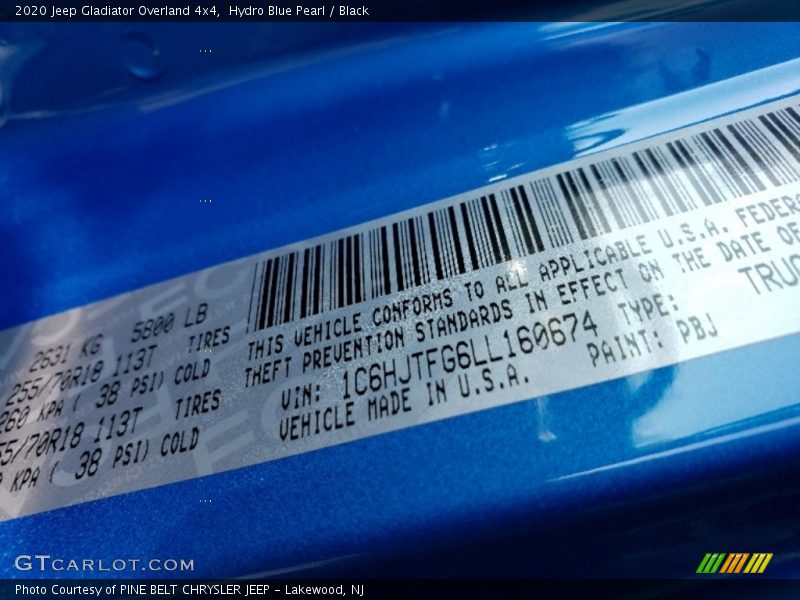 2020 Jeep Gladiator Overland 4x4,  Hydro Blue Pearl / Black
2631 KG 5800 LB
255/70R18 113T TIRES
260 KPA ( 38 PSI) COLD
55/70R18 113T TIRES
KPA ( 38 PSI) COLD
THIS VEHICLE CONFORMS TO ALL APPLICABLE U.S.A. FEDER
THEFT PREVENTION STANDARDS IN EFFECT ON THE DATE OF
VIN: 1C6HJTFG6LL160674 TYPE: TRUC
VEHICLE MADE IN U.S.A. PAINT: PBJ
GTCARLOT.COM
Photo Courtesy of PINE BELT CHRYSLER JEEP - Lakewood, NJ